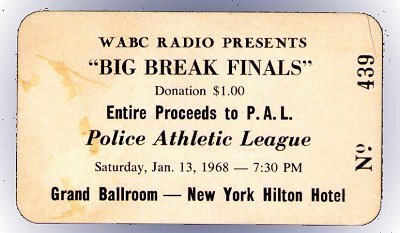 WABC RADIO PRESENTS
"BIG BREAK FINALS"
Donation $1.00
Entire Proceeds to P.A.L.
Police Athletic League
Saturday, Jan. 13, 1968 — 7:30 PM
Grand Ballroom — New York Hilton Hotel
Nº 439